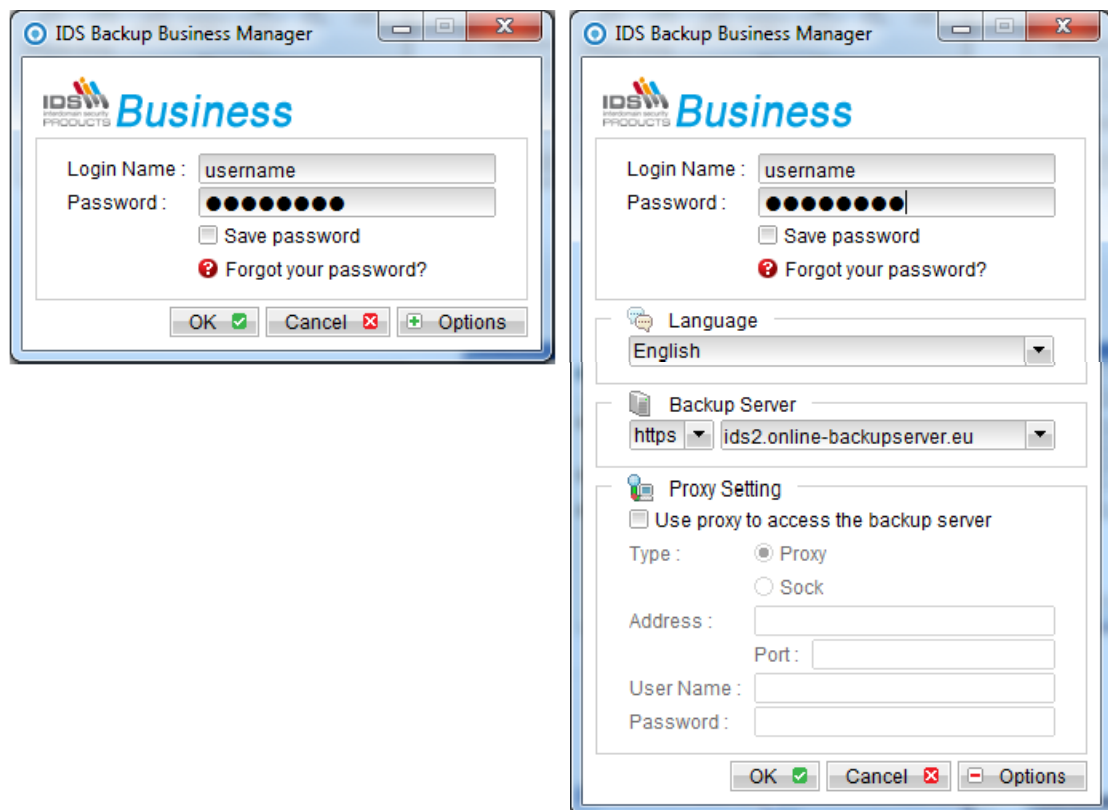 IDS Backup Business Manager
IDS Business
interdomain security
PRODUCTS
Login Name : username
Password : ●●●●●●●●
Save password
Forgot your password?
OK Cancel Options
IDS Backup Business Manager
IDS Business
interdomain security
PRODUCTS
Login Name : username
Password : ●●●●●●●●
Save password
Forgot your password?
Language
English
Backup Server
https ids2.online-backupserver.eu
Proxy Setting
Use proxy to access the backup server
Type : Proxy
Sock
Address :
Port :
User Name :
Password :
OK Cancel Options